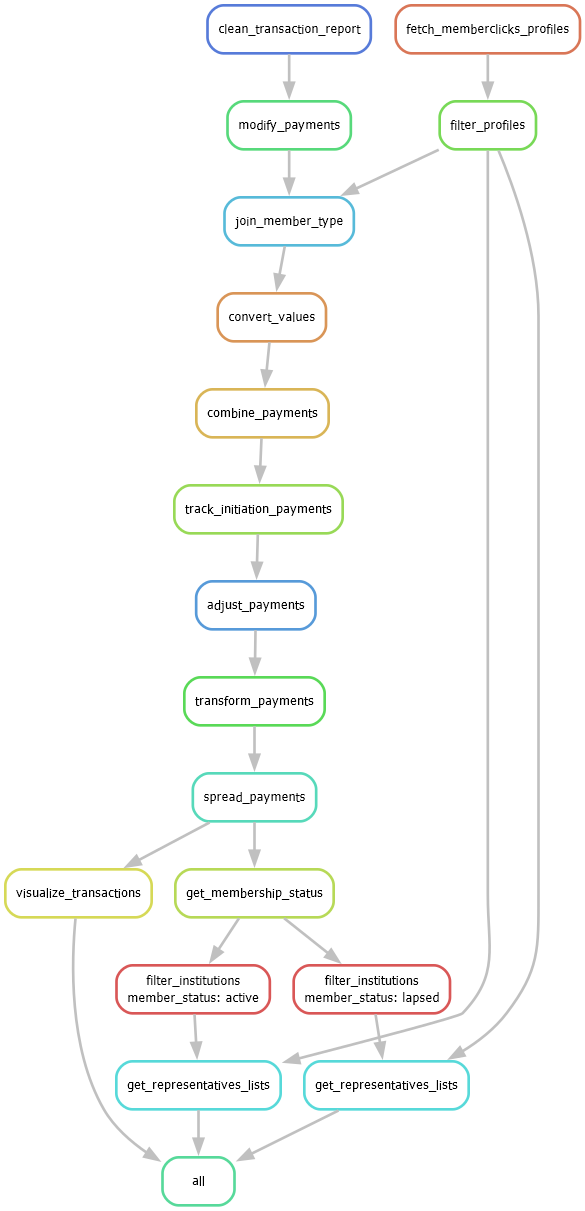 clean_transaction_report
fetch_memberclicks_profiles
modify_payments
filter_profiles
join_member_type
convert_values
combine_payments
track_initiation_payments
adjust_payments
transform_payments
spread_payments
visualize_transactions
get_membership_status
filter_institutions
member_status: active
filter_institutions
member_status: lapsed
get_representatives_lists
get_representatives_lists
all